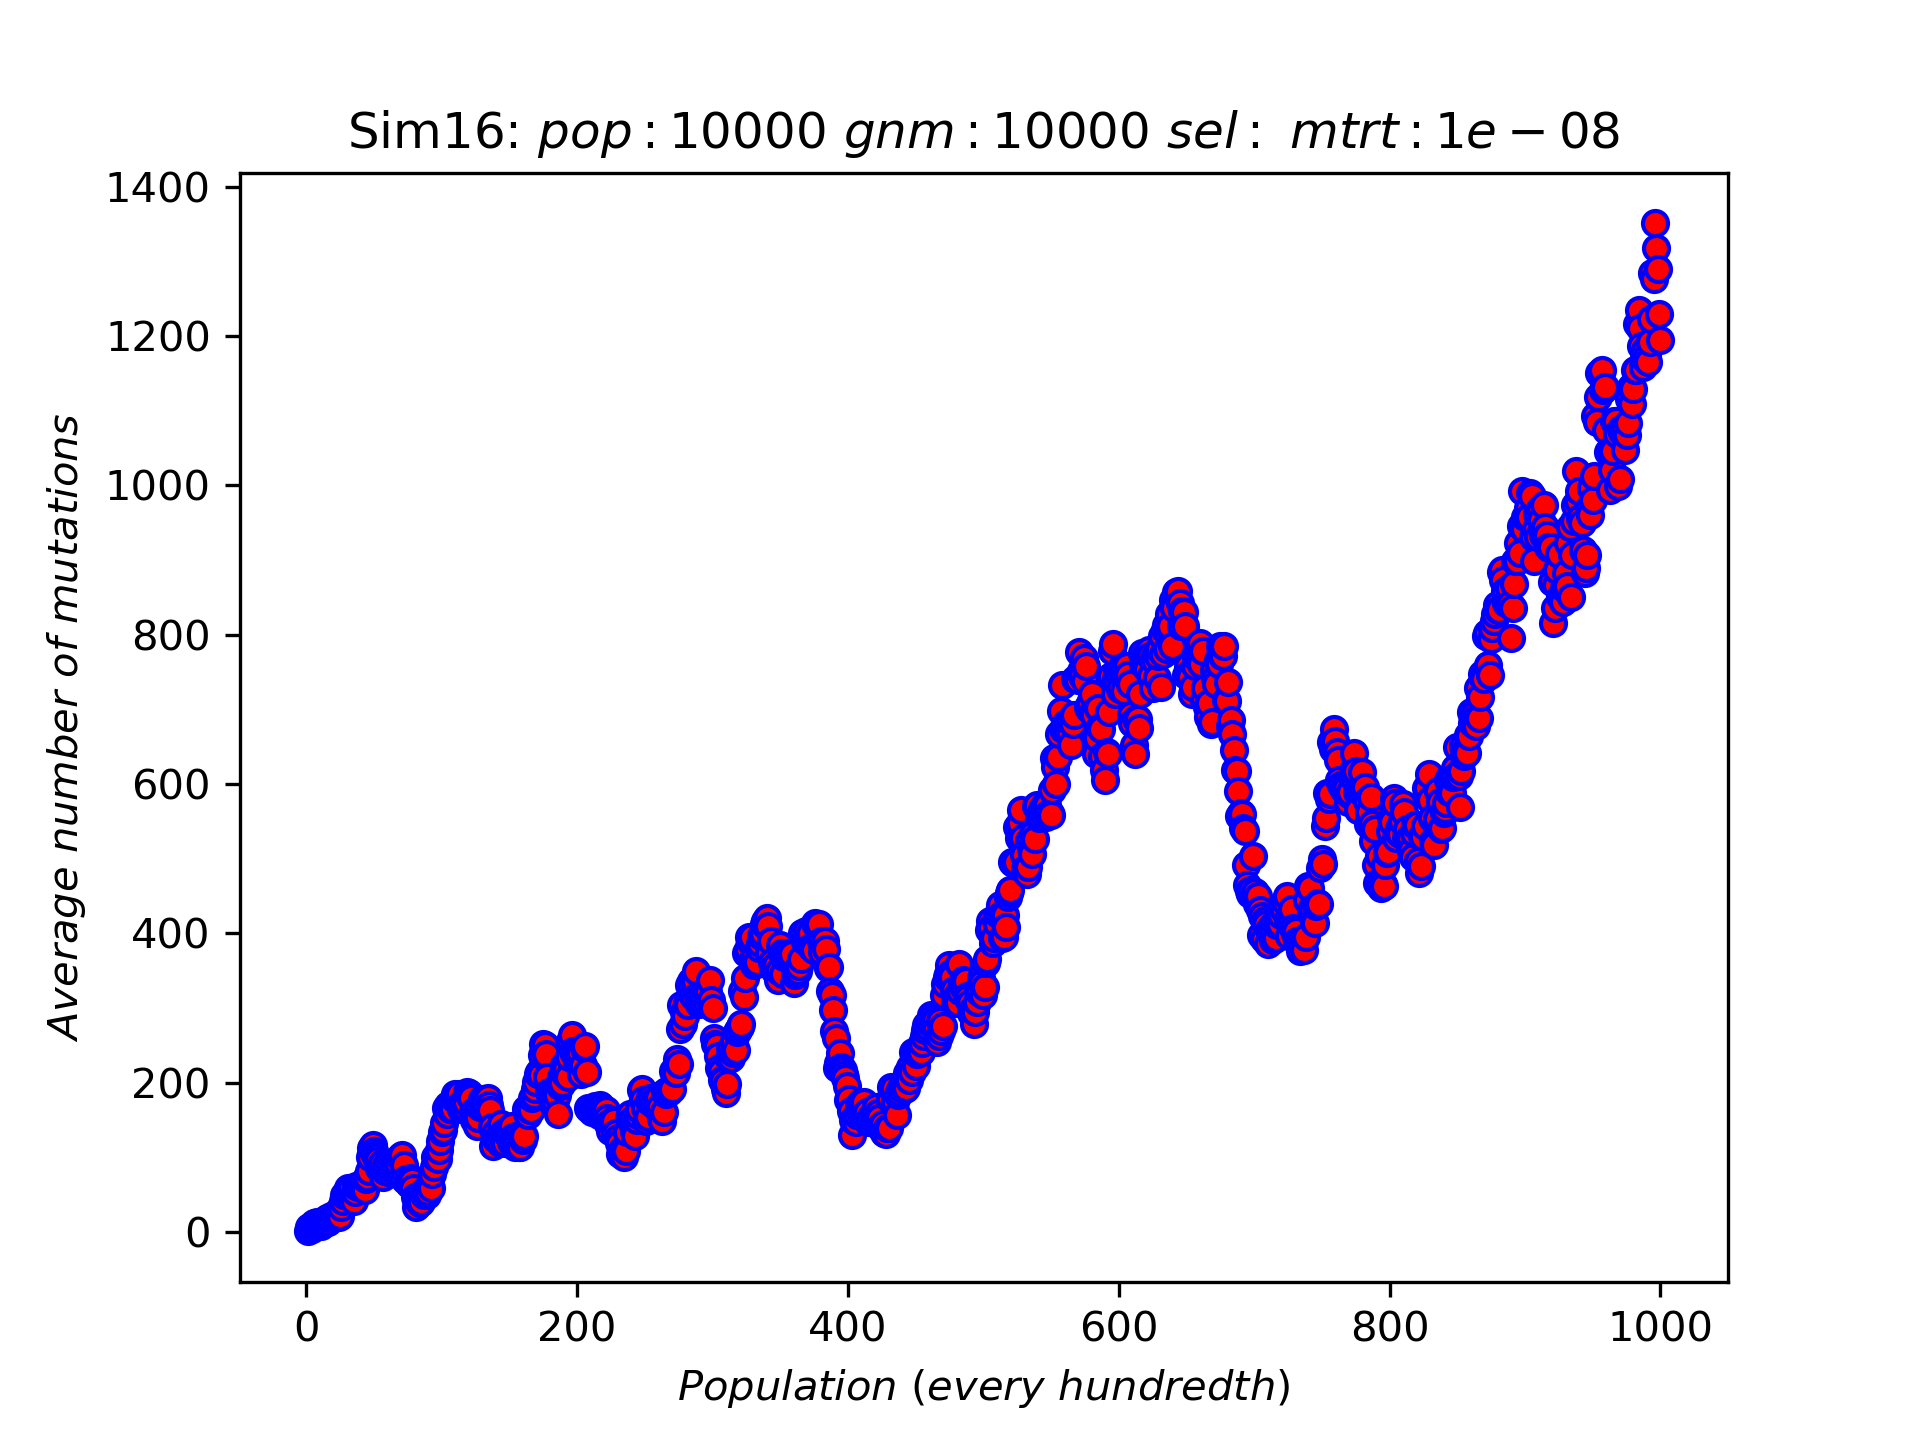 Sim16: pop : 10000 gnm : 10000 sel : mtrt : 1e − 08
1400
1200
1000
800
600
400
200
0
Average number of mutations
0 200 400 600 800 1000
Population (every hundredth)